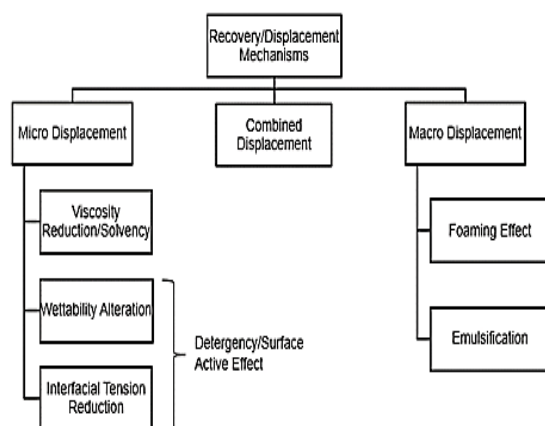 Recovery/Displacement
Mechanisms
Micro Displacement
Combined
Displacement
Macro Displacement
Viscosity
Reduction/Solvency
Wettability Alteration
Interfacial Tension
Reduction
Detergency/Surface
Active Effect
Foaming Effect
Emulsification